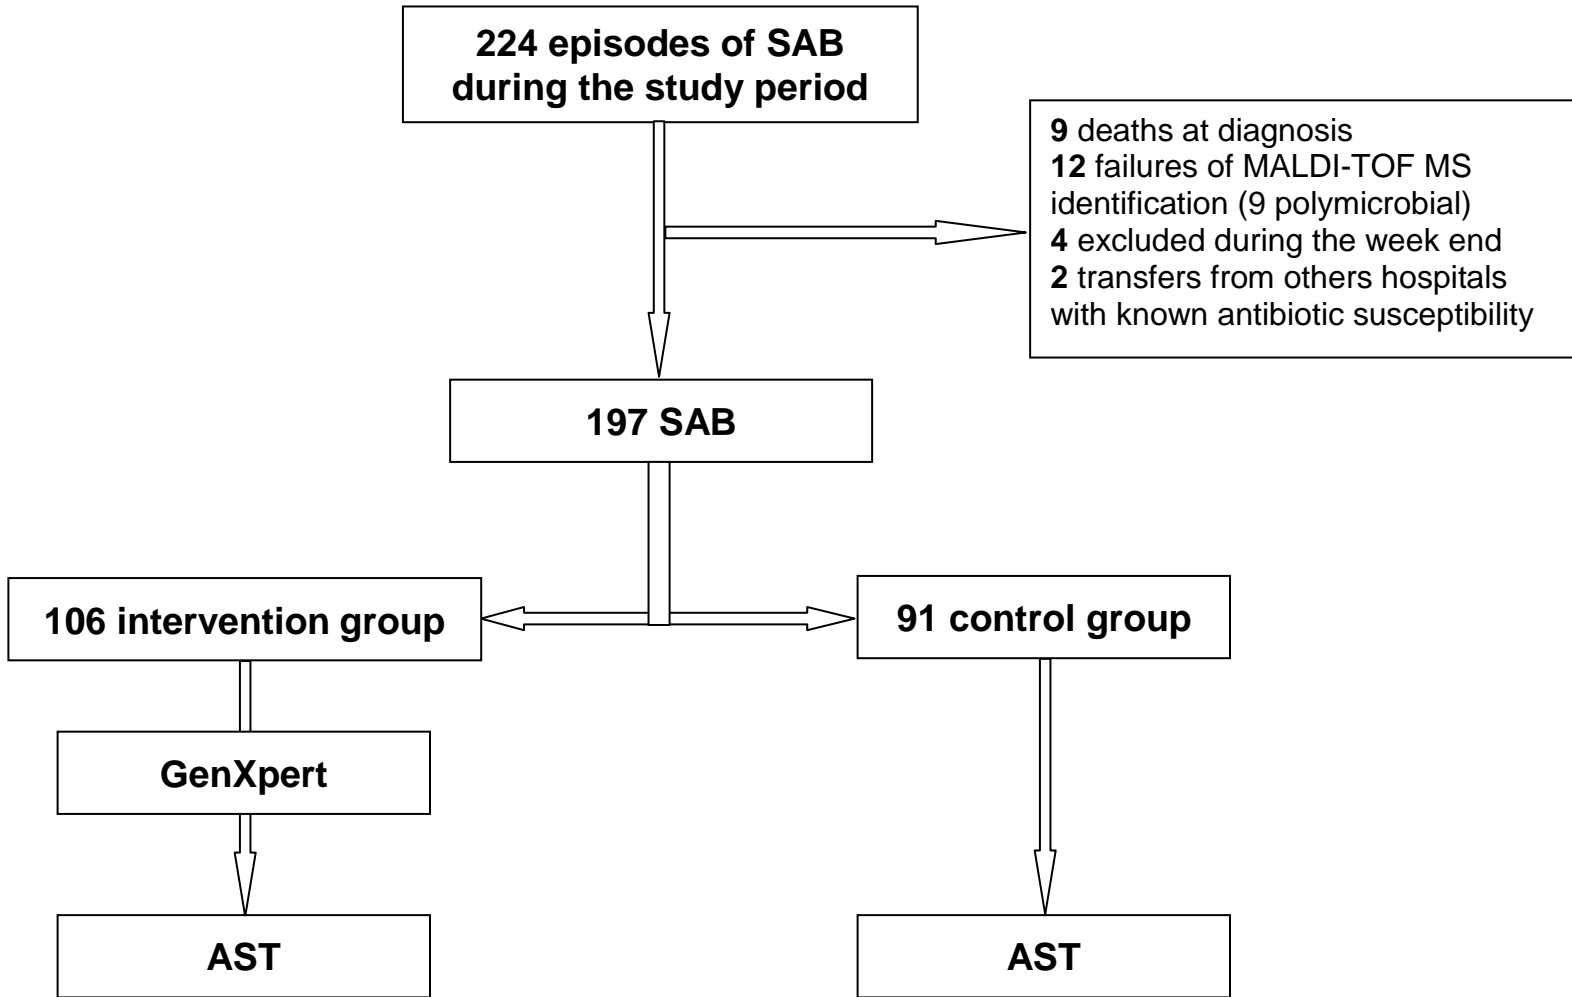 224 episodes of SAB
during the study period
9 deaths at diagnosis
12 failures of MALDI-TOF MS
identification (9 polymicrobial)
4 excluded during the week end
2 transfers from others hospitals
with known antibiotic susceptibility
197 SAB
106 intervention group
91 control group
GenXpert
AST
AST